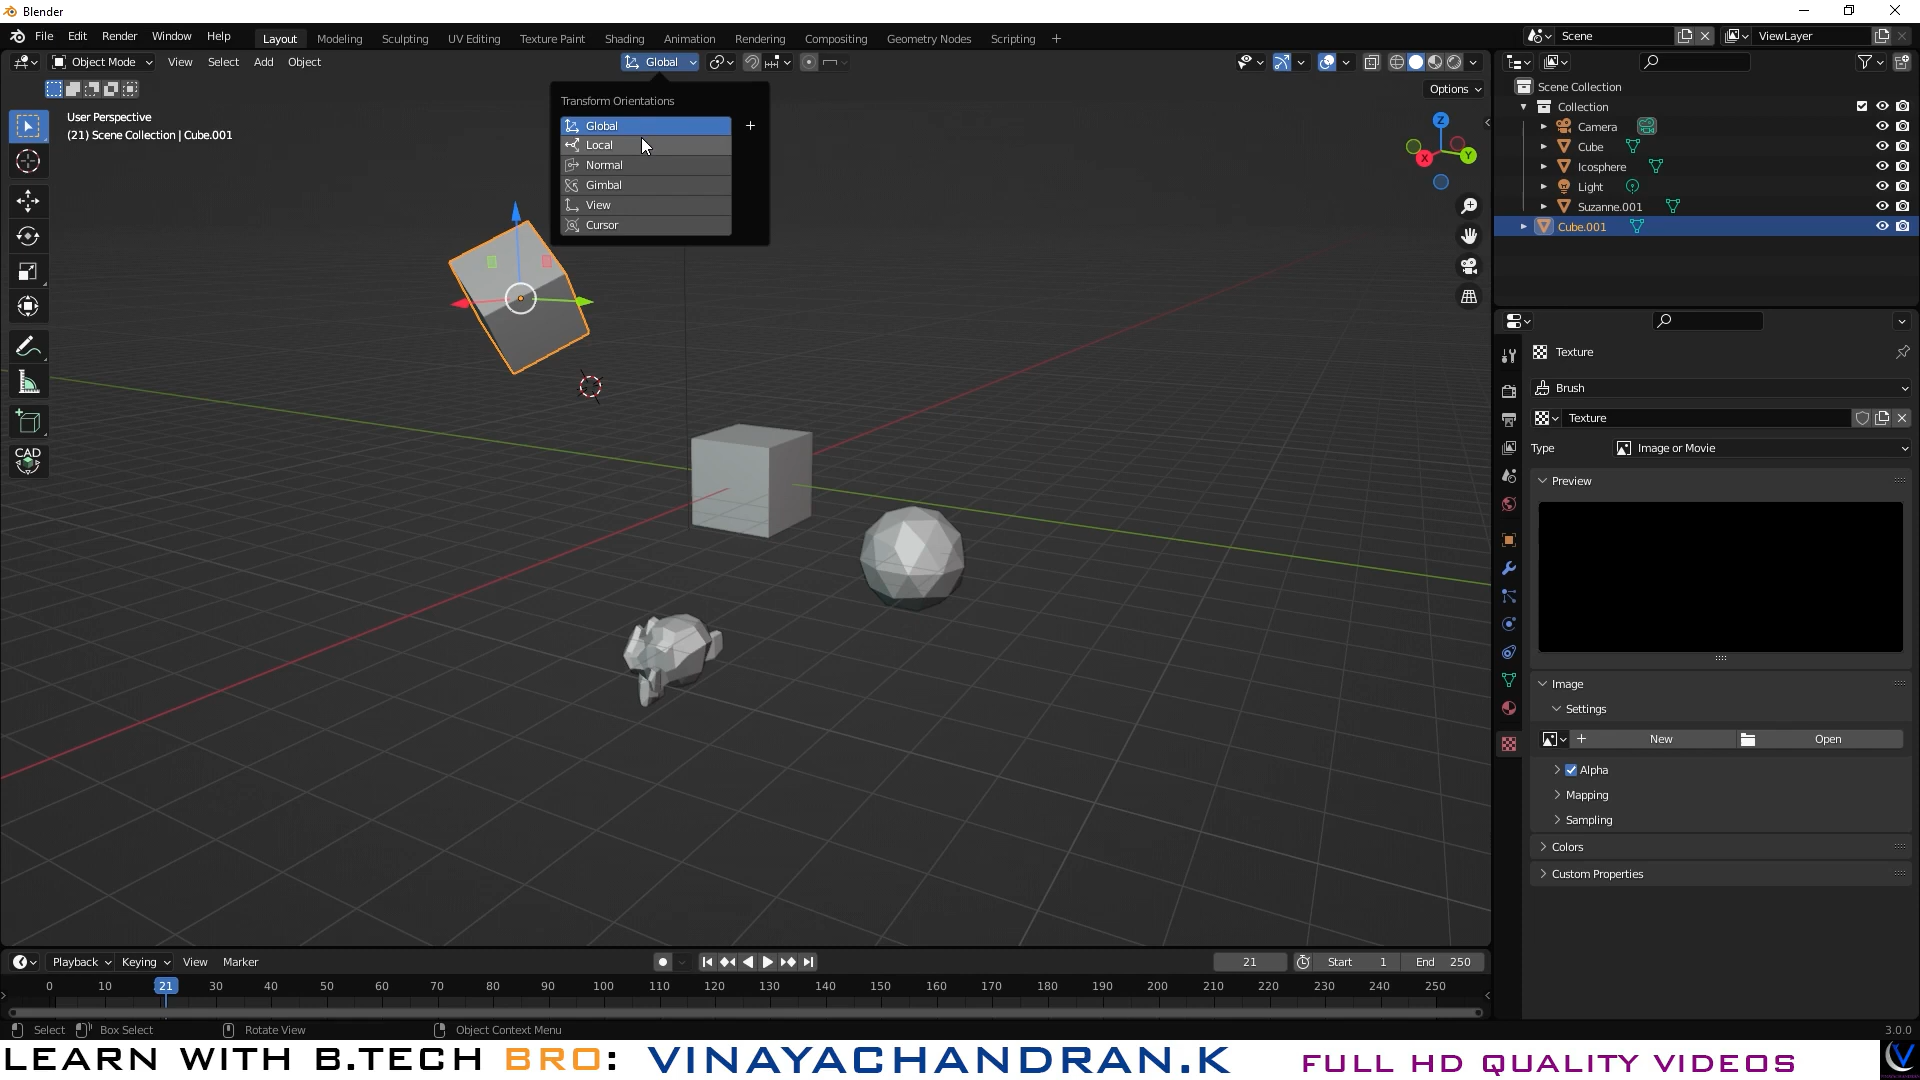 Blender
File Edit Render Window Help Layout Modeling Sculpting UV Editing Texture Paint Shading Animation Rendering Compositing Geometry Nodes Scripting + Scene ViewLayer
Object Mode View Select Add Object Global
Options
User Perspective
(21) Scene Collection | Cube.001
Transform Orientations
Global +
Local
Normal
Gimbal
View
Cursor
Z
X
Y
CAD
Scene Collection
Collection
Camera
Cube
Icosphere
Light
Suzanne.001
Cube.001
Texture
Brush
Texture
Type Image or Movie
Preview
Image
Settings
+ New Open
Alpha
Mapping
Sampling
Colors
Custom Properties
Playback Keying View Marker 21 Start 1 End 250
0 10 21 30 40 50 60 70 80 90 100 110 120 130 140 150 160 170 180 190 200 210 220 230 240 250
Select Box Select Rotate View Object Context Menu 3.0.0
LEARN WITH B.TECH BRO: VINAYACHANDRAN.K FULL HD QUALITY VIDEOS